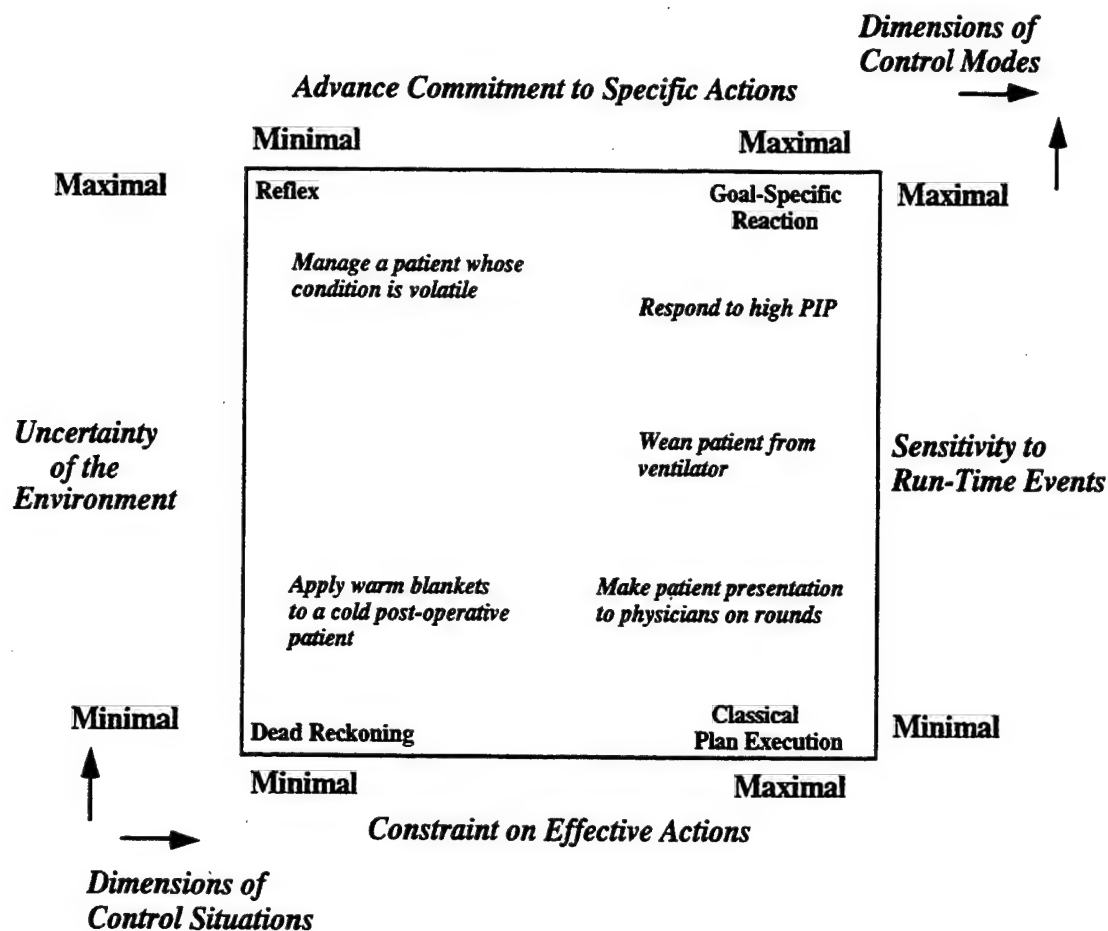 Dimensions of
Control Modes
Advance Commitment to Specific Actions
Minimal
Maximal
Maximal
Maximal
Reflex
Goal-Specific
Reaction
Manage a patient whose
condition is volatile
Respond to high PIP
Uncertainty
of the
Environment
Wean patient from
ventilator
Sensitivity to
Run-Time Events
Apply warm blankets
to a cold post-operative
patient
Make patient presentation
to physicians on rounds
Minimal
Dead Reckoning
Classical
Plan Execution
Minimal
Minimal
Maximal
Constraint on Effective Actions
Dimensions of
Control Situations